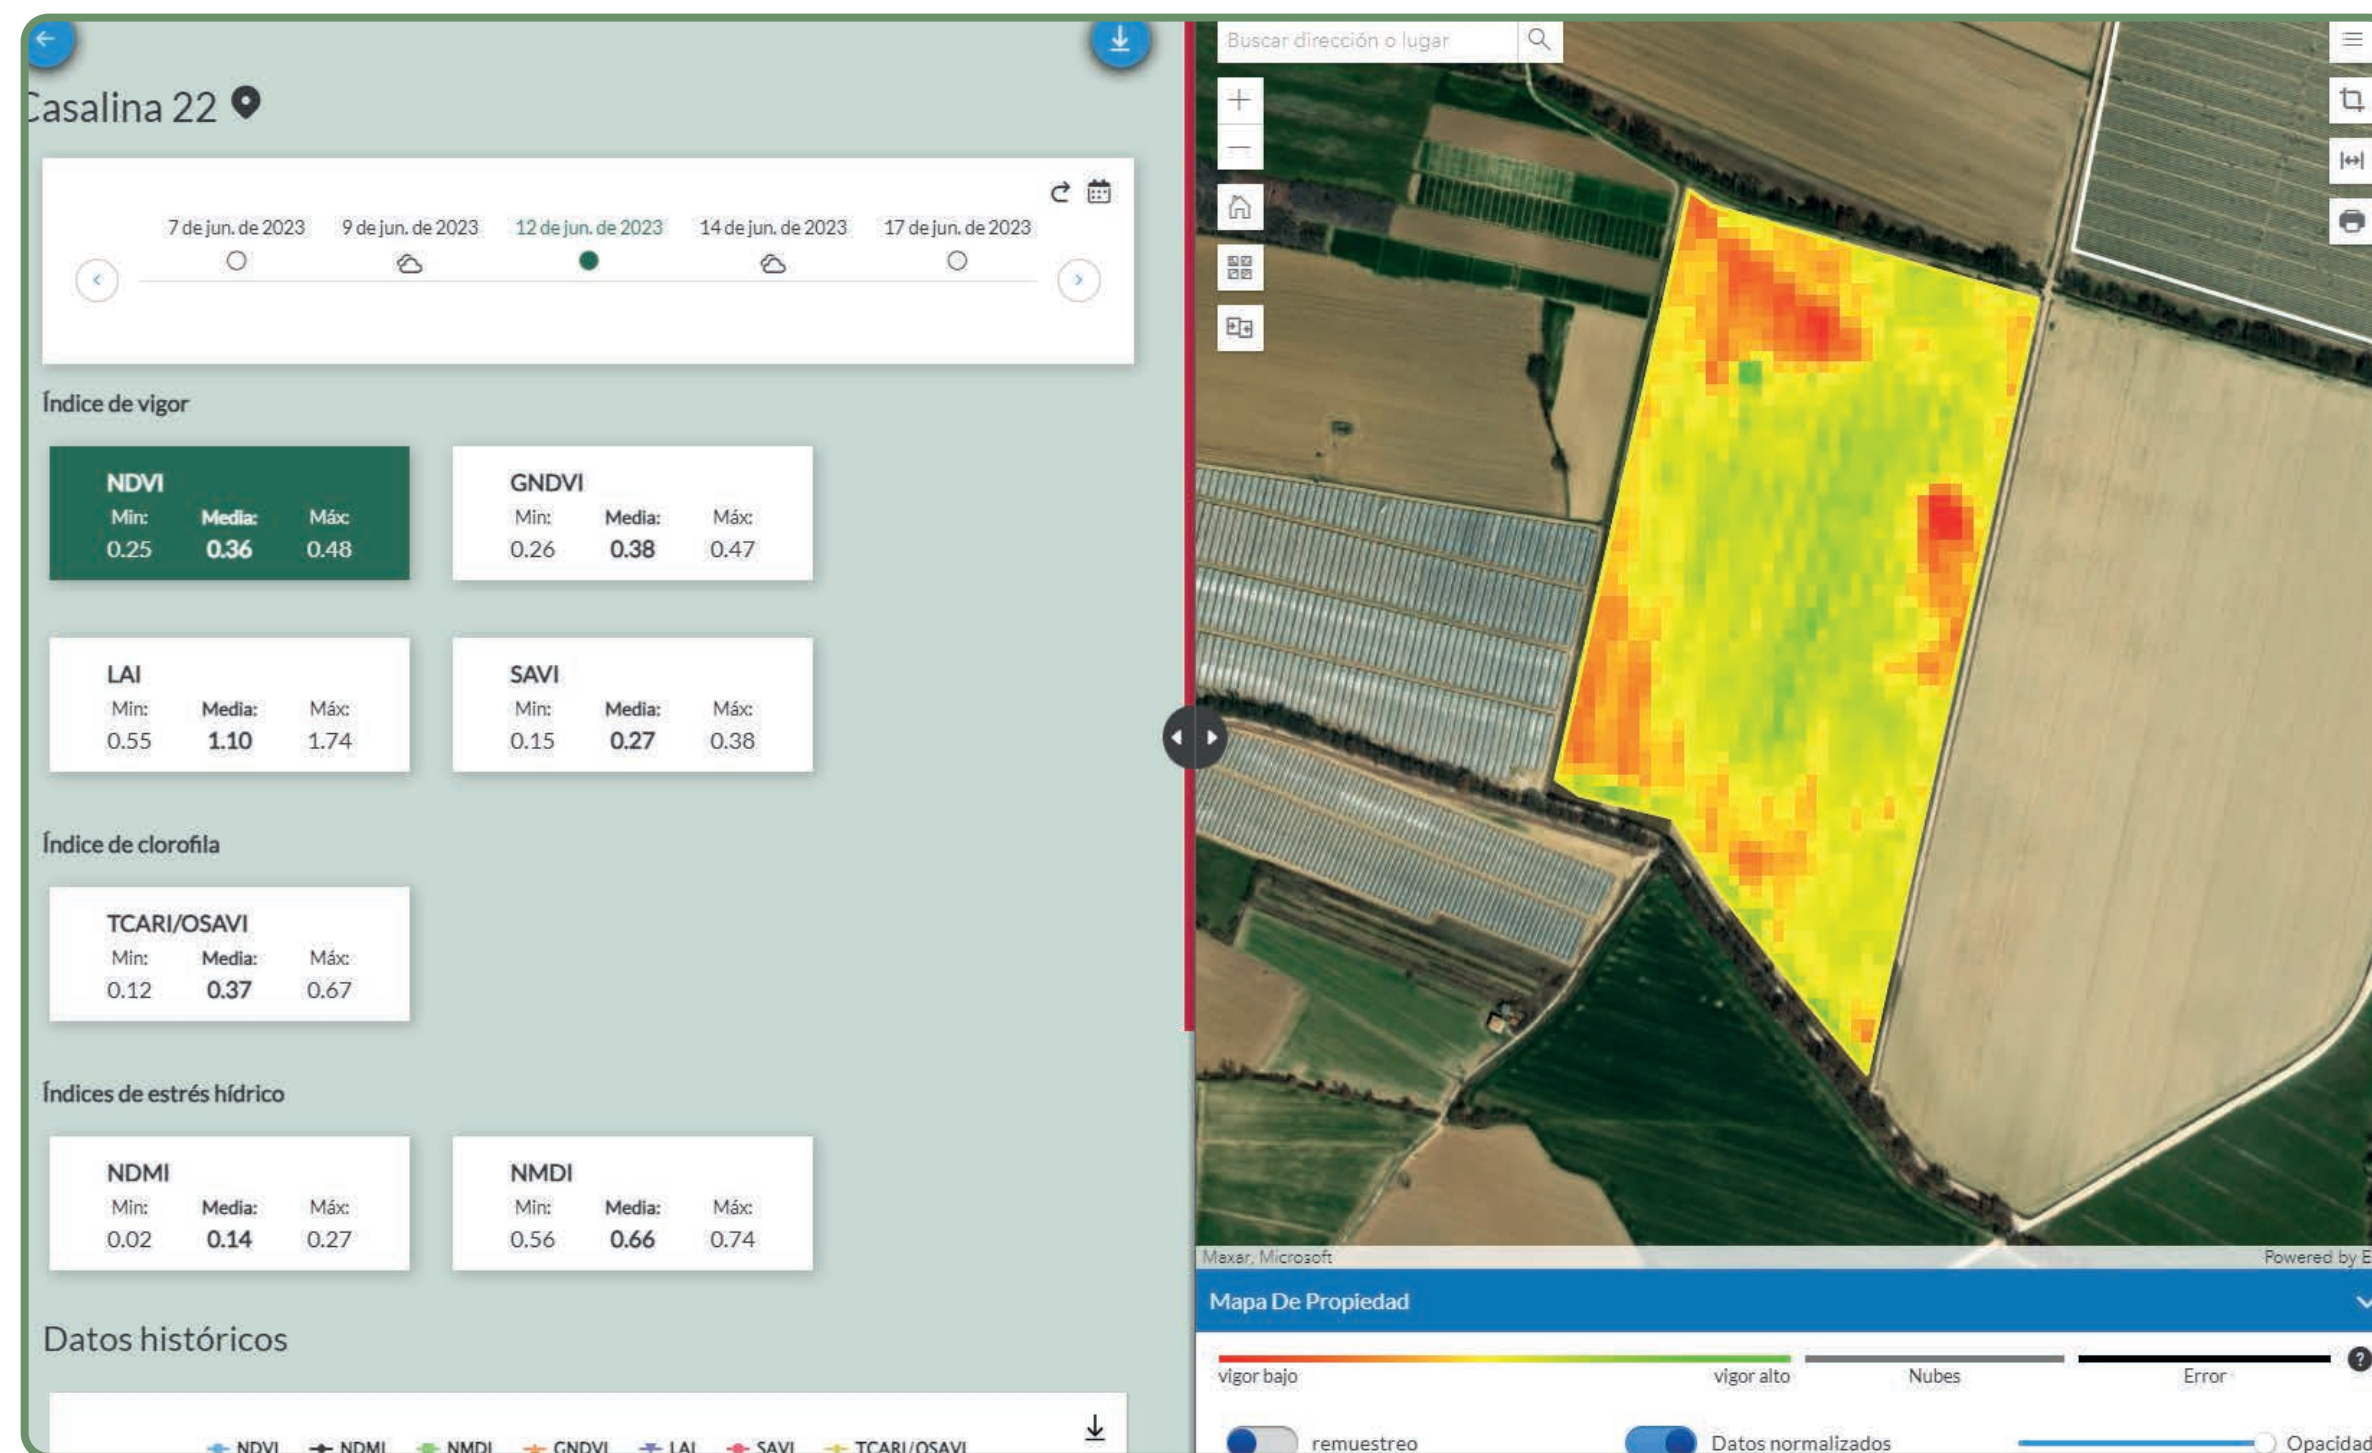 Casalina 22
7 de jun. de 2023 9 de jun. de 2023 12 de jun. de 2023 14 de jun. de 2023 17 de jun. de 2023
Índice de vigor
NDVI
Min: Media: Máx:
0.25 0.36 0.48
GNDVI
Min: Media: Máx:
0.26 0.38 0.47
LAI
Min: Media: Máx:
0.55 1.10 1.74
SAVI
Min: Media: Máx:
0.15 0.27 0.38
Índice de clorofila
TCARI/OSAVI
Min: Media: Máx:
0.12 0.37 0.67
Índices de estrés hídrico
NDMI
Min: Media: Máx:
0.02 0.14 0.27
NMDI
Min: Media: Máx:
0.56 0.66 0.74
Datos históricos
NDVI NDMI NMDI GNDVI LAI SAVI TCARI/OSAVI
Buscar dirección o lugar
Maxar, Microsoft Powered by E
Mapa De Propiedad
vigor bajo vigor alto Nubes Error
remuestreo Datos normalizados Opacidad